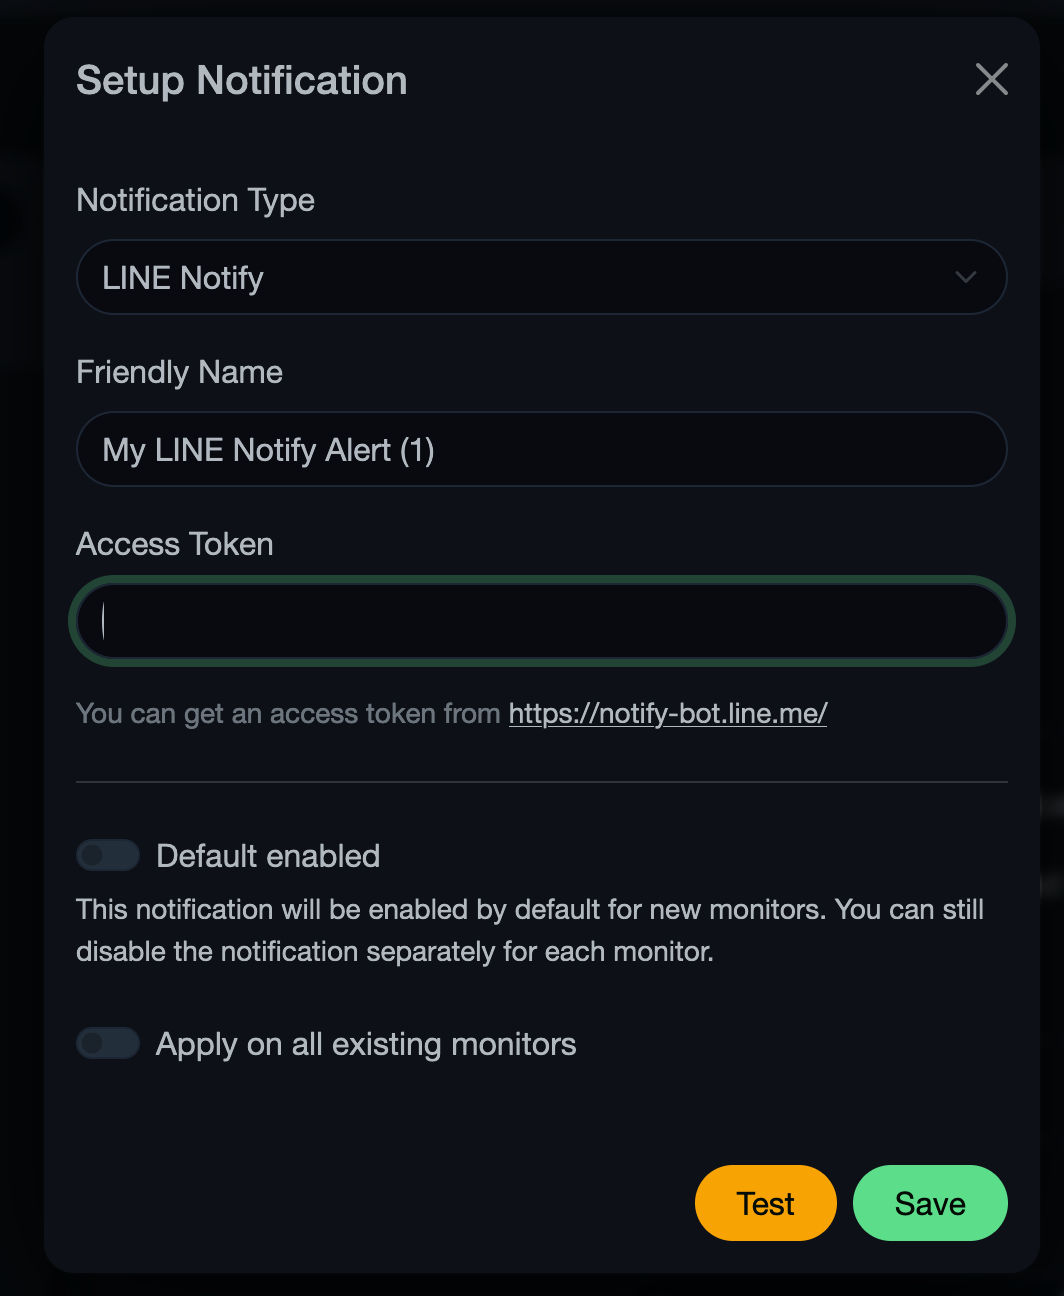 Setup Notification
Notification Type
LINE Notify
Friendly Name
My LINE Notify Alert (1)
Access Token
You can get an access token from https://notify-bot.line.me/
Default enabled
This notification will be enabled by default for new monitors. You can still
disable the notification separately for each monitor.
Apply on all existing monitors
Test
Save